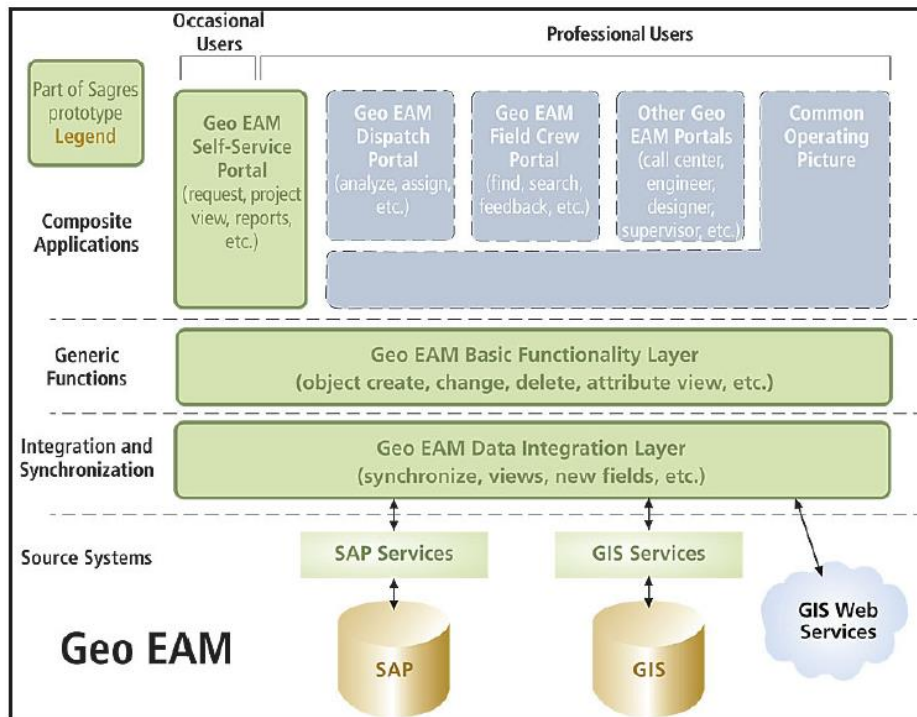 Occasional
Users
Professional Users
Part of Sagres
prototype
Legend
Geo EAM
Self-Service
Portal
(request, project
view, reports,
etc.)
Geo EAM
Dispatch
Portal
(analyze, assign,
etc.)
Geo EAM
Field Crew
Portal
(find, search,
feedback, etc.)
Other Geo
EAM Portals
(call center,
engineer,
designer,
supervisor, etc.)
Common
Operating
Picture
Composite
Applications
Generic
Functions
Geo EAM Basic Functionality Layer
(object create, change, delete, attribute view, etc.)
Integration and
Synchronization
Geo EAM Data Integration Layer
(synchronize, views, new fields, etc.)
Source Systems
SAP Services
GIS Services
GIS Web
Services
Geo EAM
SAP
GIS